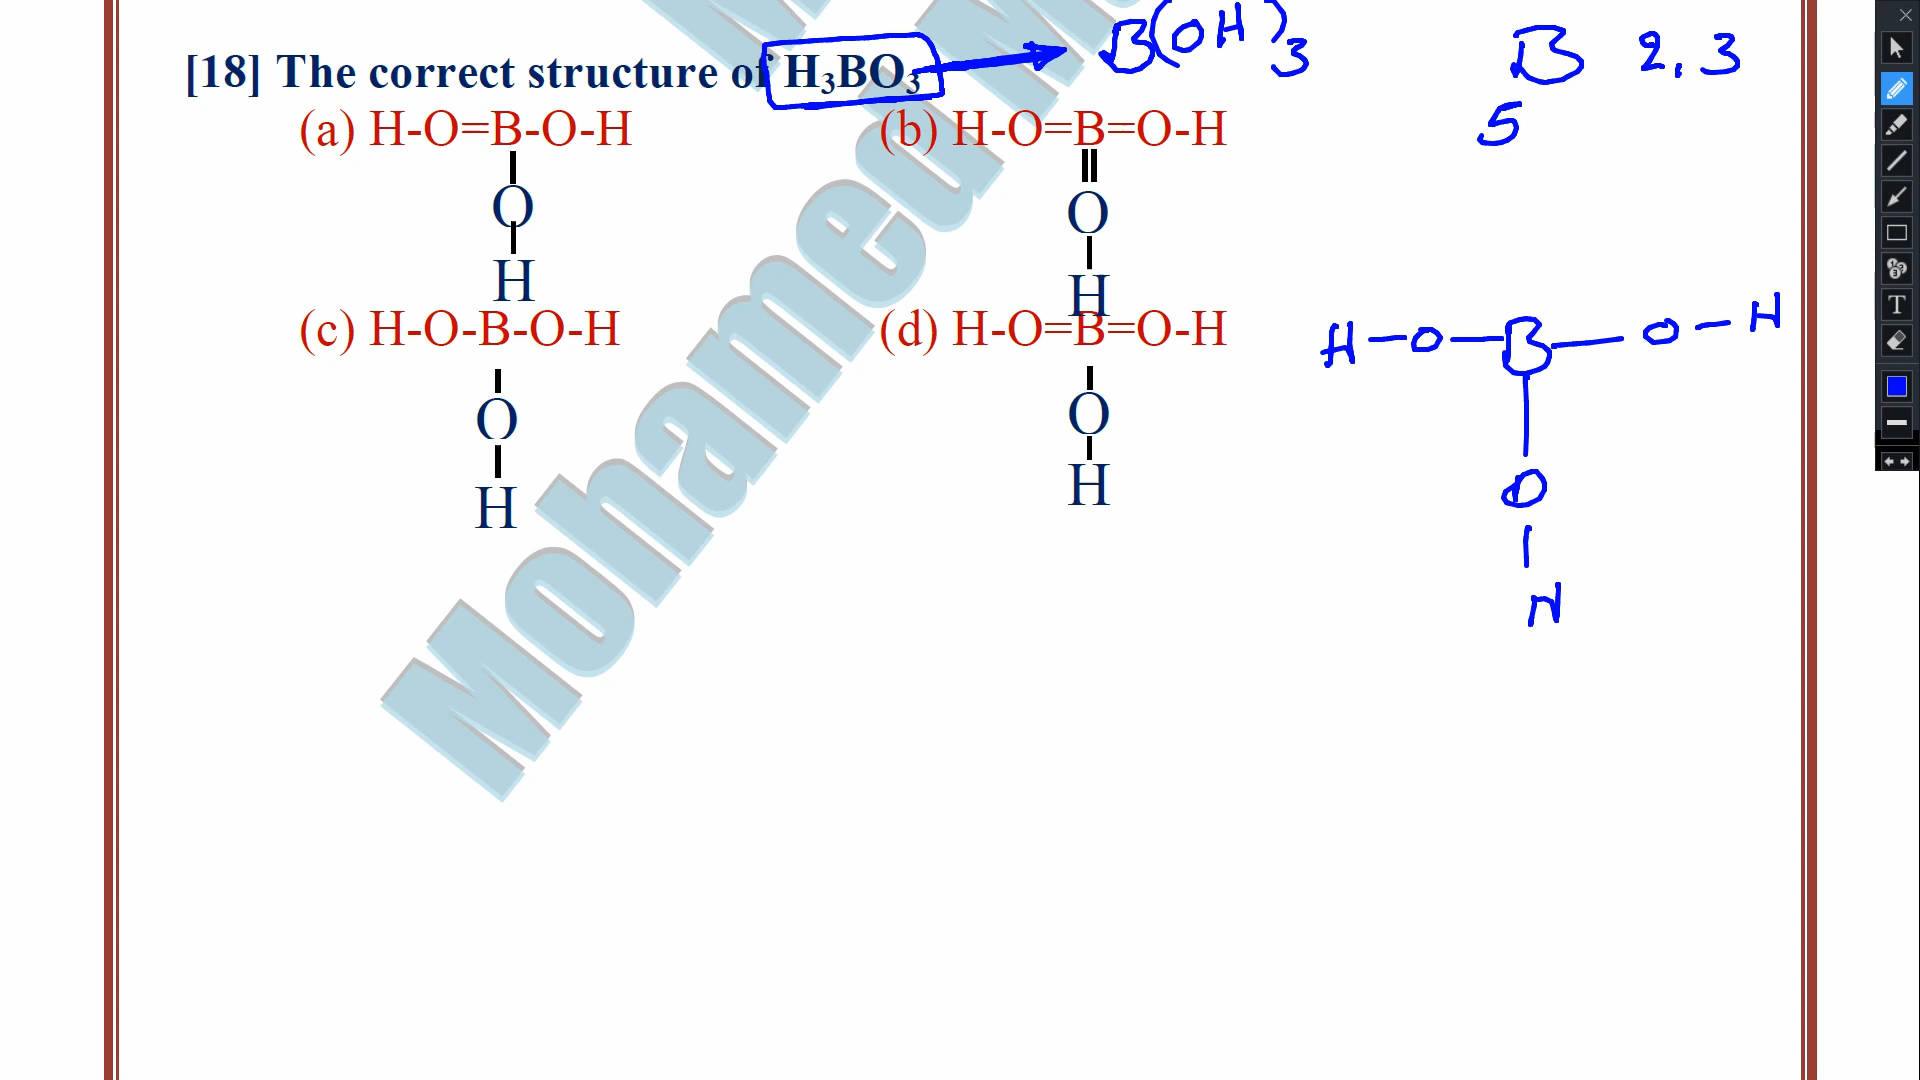 [18] The correct structure of H₃BO₃
B(OH)₃
B 2,3
5
(a) H-O=B-O-H
O
H
(b) H-O=B=O-H
O
H
(c) H-O-B-O-H
O
H
(d) H-O=B=O-H
O
H
H-O-B-O-H
O
H
Mohamed M
T